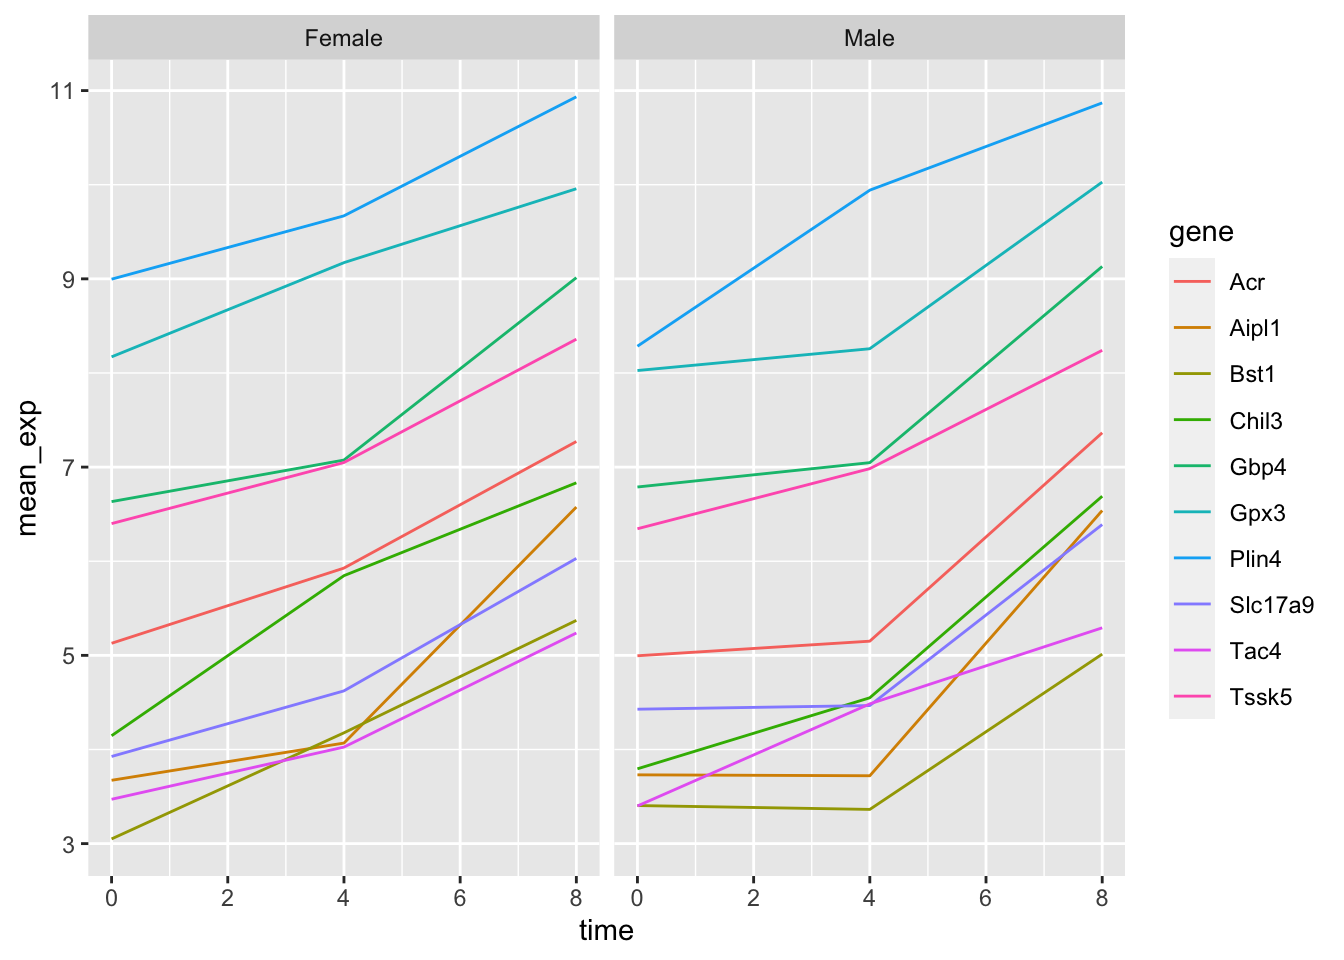 Female
Male
11
9
7
5
3
mean_exp
0 2 4 6 8
0 2 4 6 8
time
gene
Acr
Aipl1
Bst1
Chil3
Gbp4
Gpx3
Plin4
Slc17a9
Tac4
Tssk5